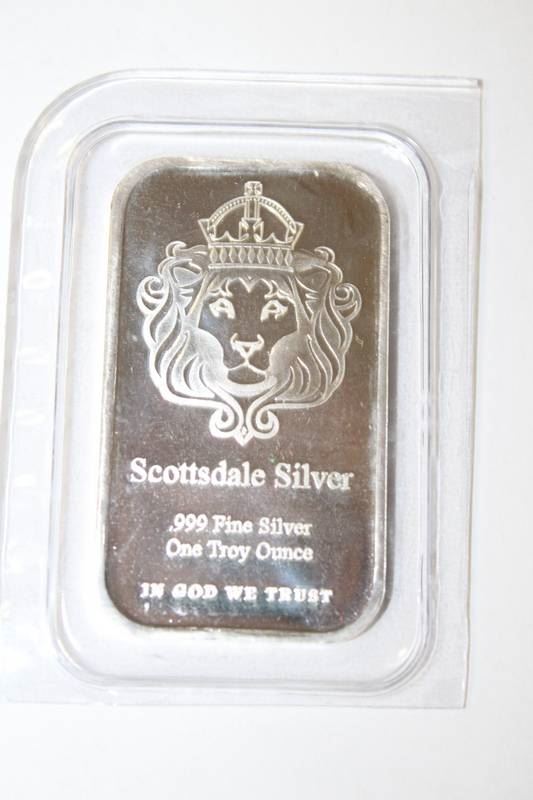 Scottsdale Silver
.999 Fine Silver
One Troy Ounce
IN GOD WE TRUST